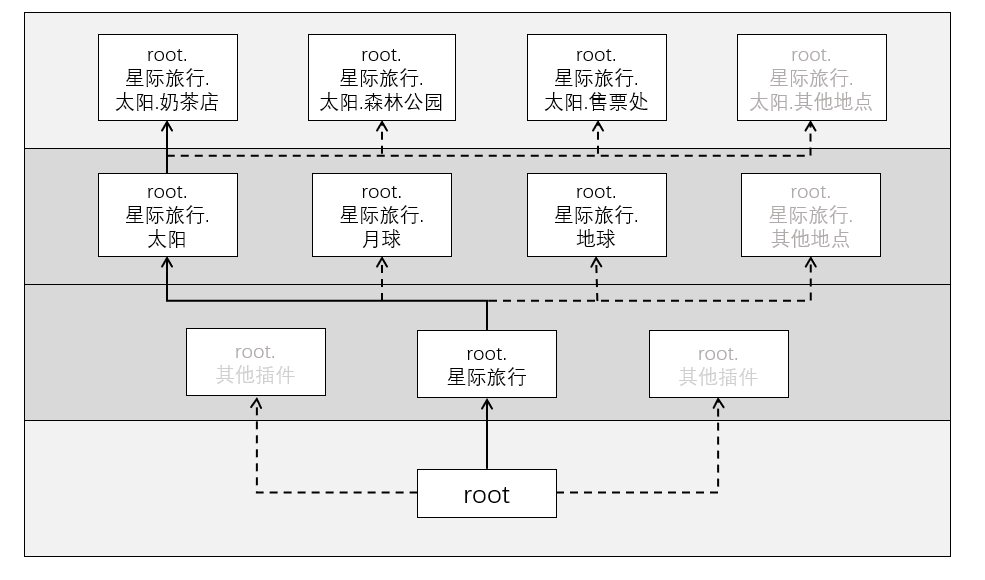 root.
星际旅行.
太阳.奶茶店
root.
星际旅行.
太阳.森林公园
root.
星际旅行.
太阳.售票处
root.
星际旅行.
太阳.其他地点
root.
星际旅行.
太阳
root.
星际旅行.
月球
root.
星际旅行.
地球
root.
星际旅行.
其他地点
root.
其他插件
root.
星际旅行
root.
其他插件
root